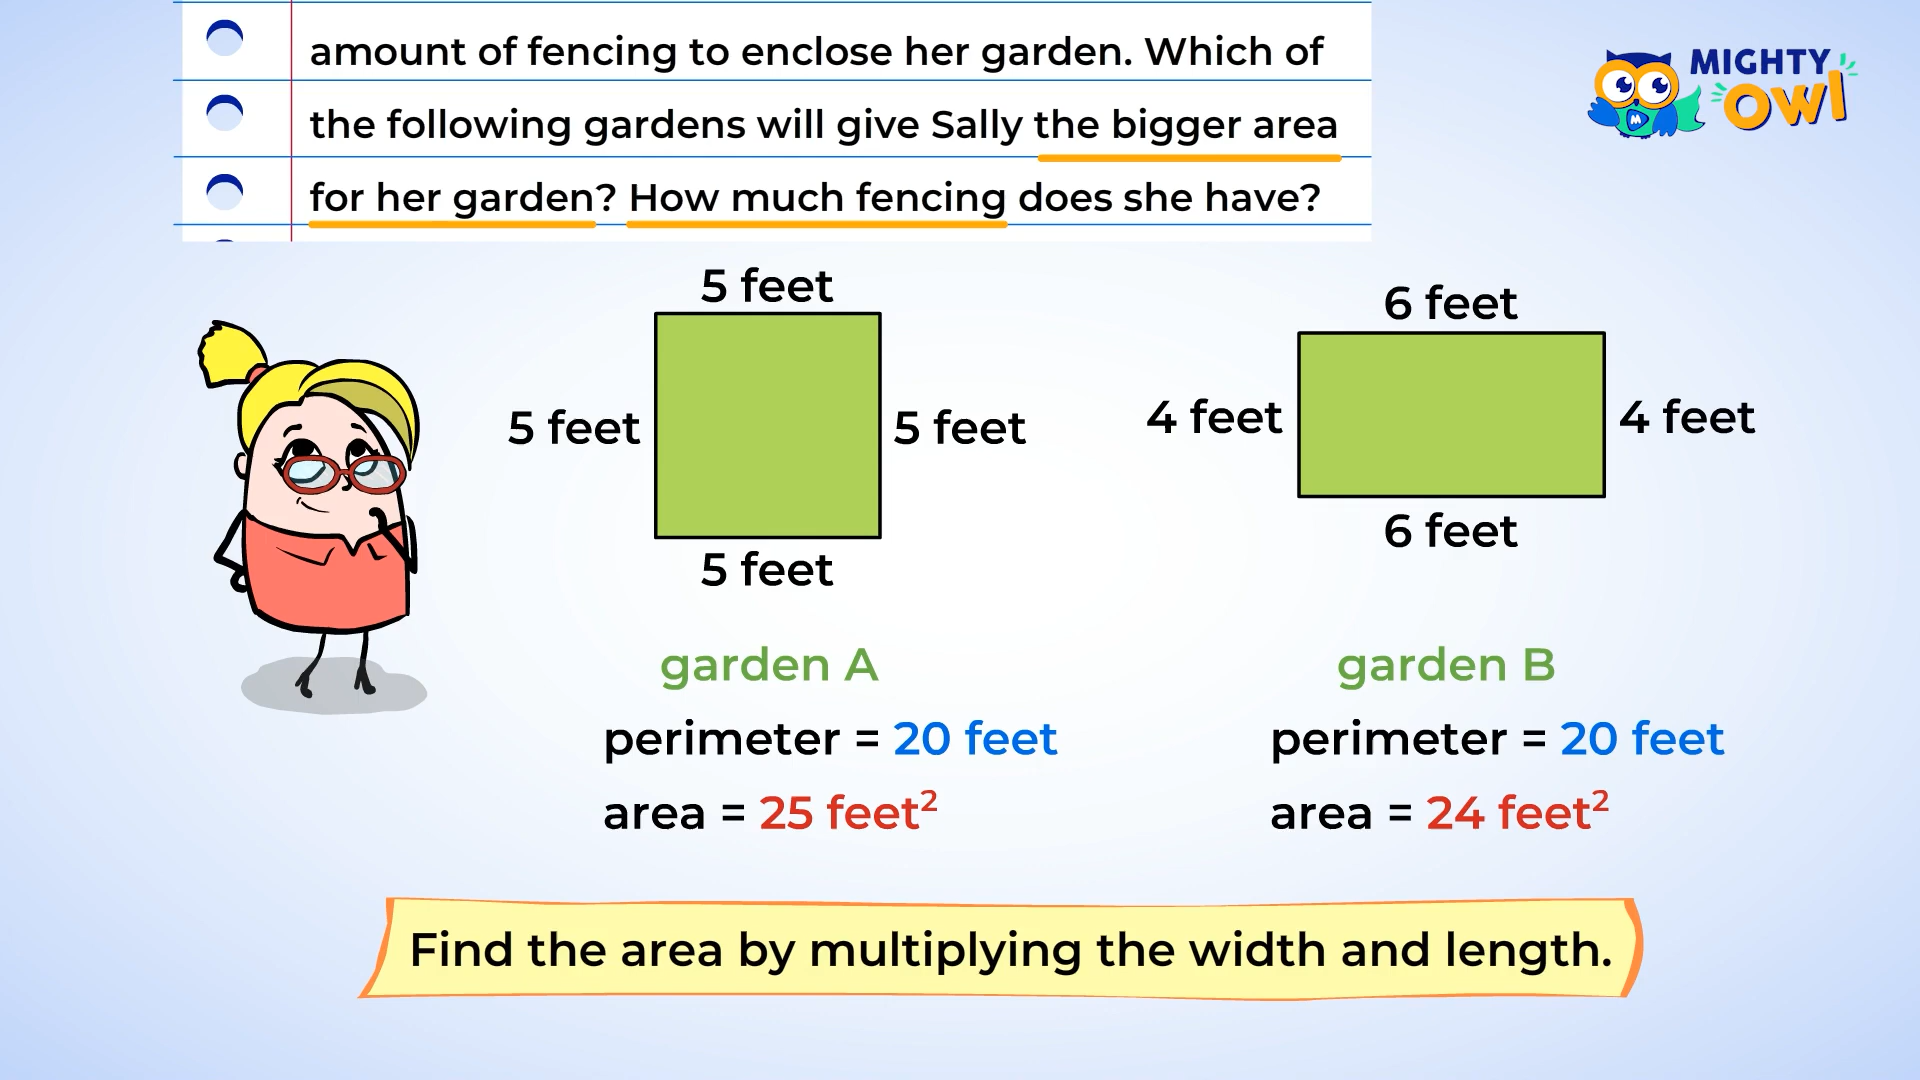 amount of fencing to enclose her garden. Which of
the following gardens will give Sally the bigger area
for her garden? How much fencing does she have?
MIGHTY
Owl
M
5 feet
5 feet
5 feet
5 feet
6 feet
4 feet
4 feet
6 feet
garden A
perimeter = 20 feet
area = 25 feet²
garden B
perimeter = 20 feet
area = 24 feet²
Find the area by multiplying the width and length.